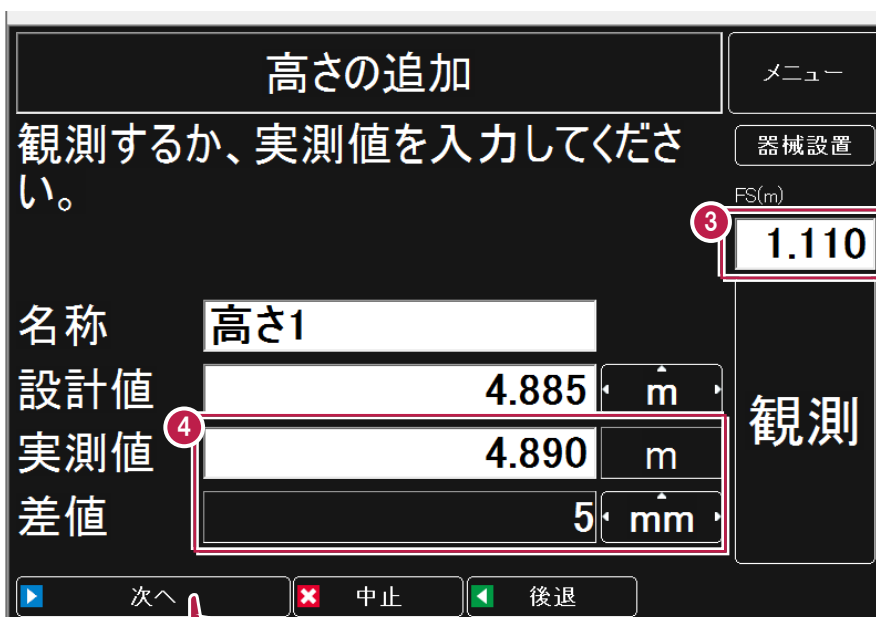 高さの追加
メニュー
観測するか、実測値を入力してくださ
い。
器械設置
FS(m)
3
1.110
名称
高さ1
設計値
4.885
m
4
実測値
4.890
m
差値
5
mm
観測
次へ
中止
後退